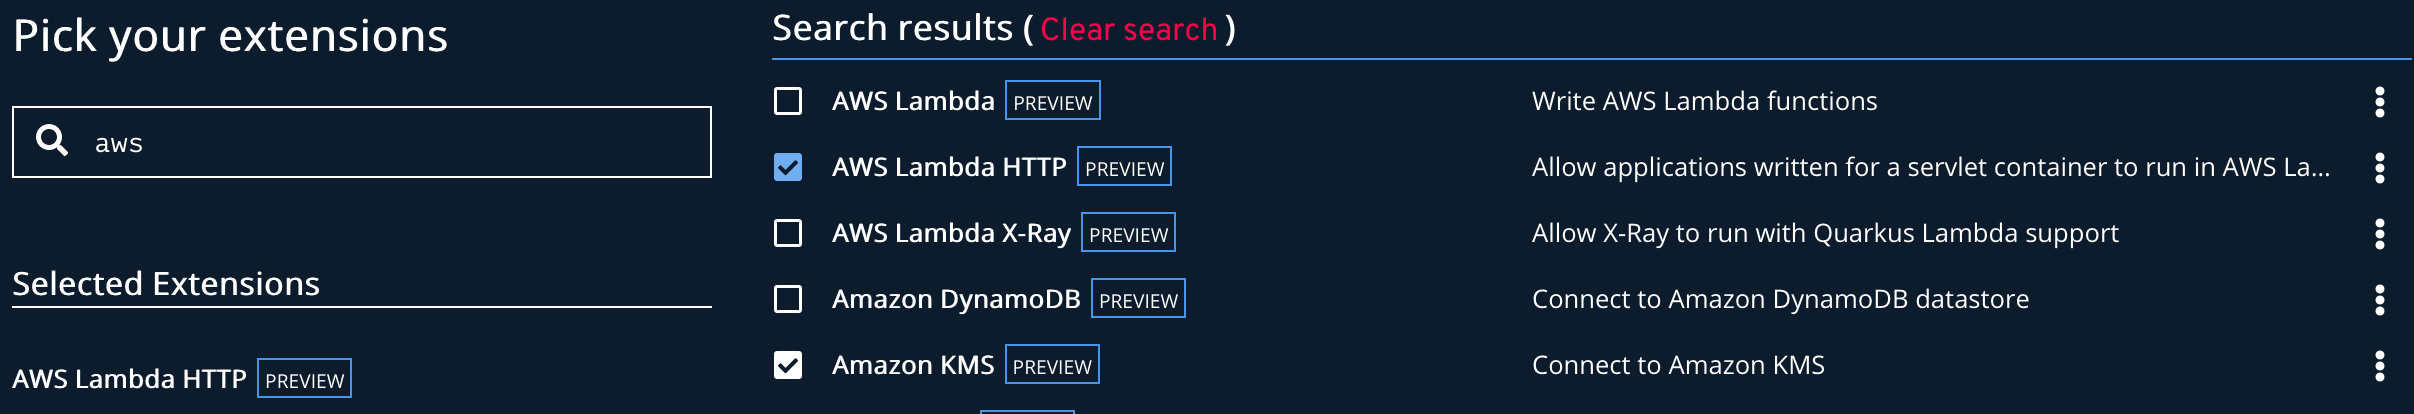 Pick your extensions
aws
Selected Extensions
AWS Lambda HTTP PREVIEW
Search results ( Clear search )
AWS Lambda PREVIEW Write AWS Lambda functions
AWS Lambda HTTP PREVIEW Allow applications written for a servlet container to run in AWS La...
AWS Lambda X-Ray PREVIEW Allow X-Ray to run with Quarkus Lambda support
Amazon DynamoDB PREVIEW Connect to Amazon DynamoDB datastore
Amazon KMS PREVIEW Connect to Amazon KMS